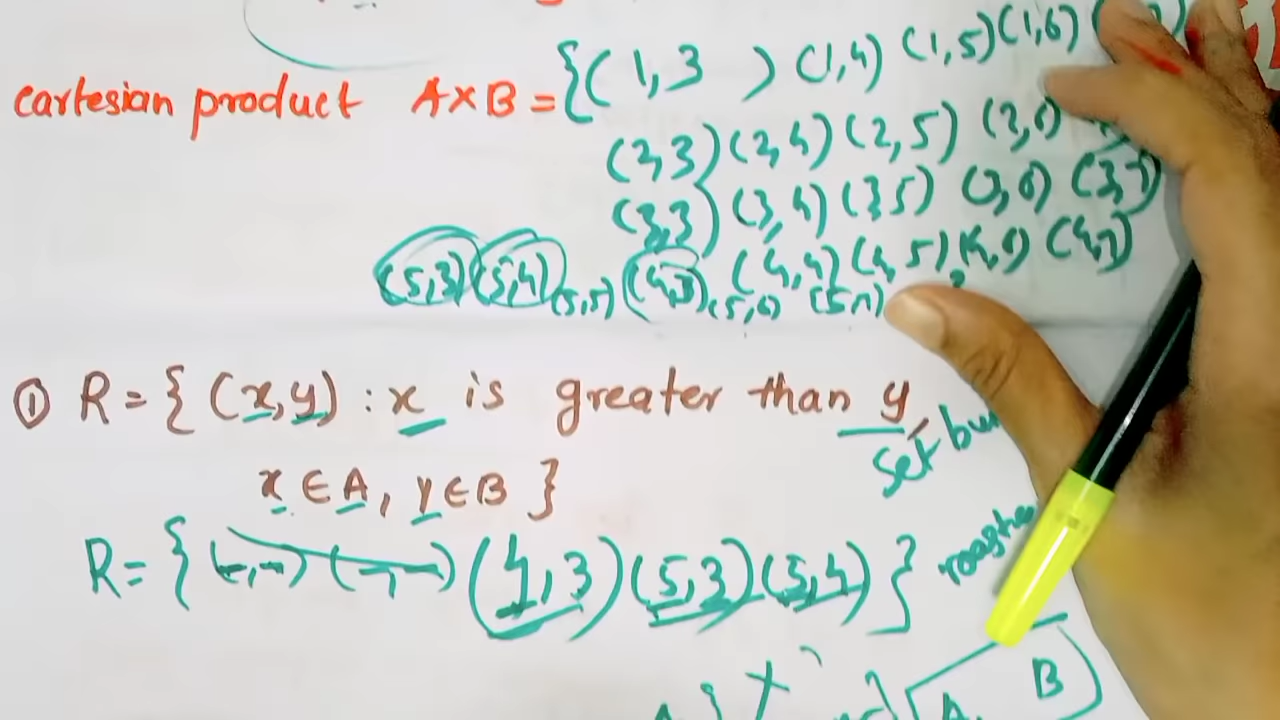 cartesian product A×B = {(1,3 ) (1,4) (1,5) (1,6)
(2,3) (2,4) (2,5) (2,6)
(3,3) (3,4) (3,5) (3,6) (3,7)
(4,4) (4,5), (4,6) (4,7)
(5,3) (5,4) (5,5) (4,3) (5,6) (5,7)
① R = { (x,y) : x is greater than y,
set bu
x ∈ A, y ∈ B }
R = { (4,3) (5,3) (5,4) }
B
A